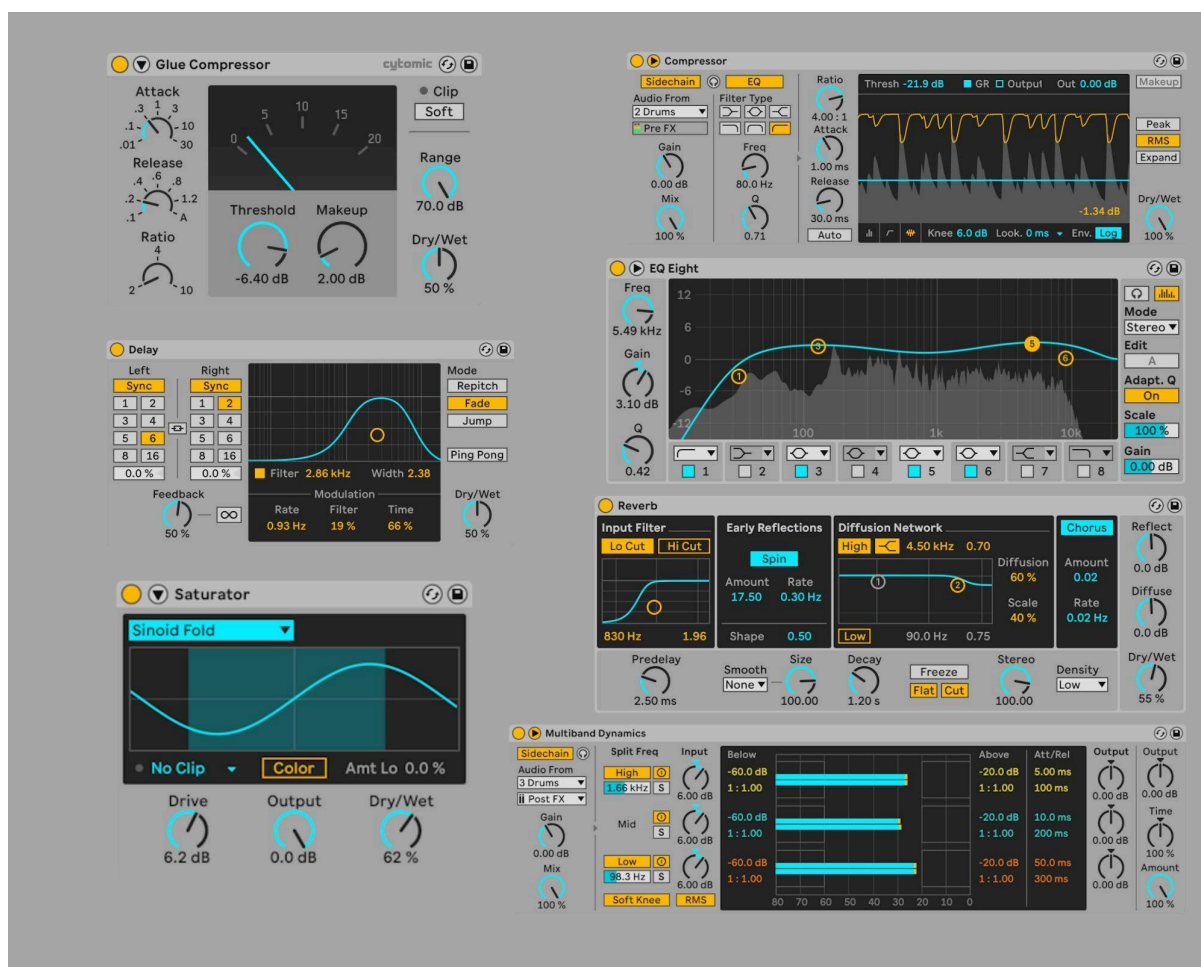 Glue Compressor cytomic
Attack
.3 1 3
.1 10
.01 30
Release
.4 .6 .8
.2 1.2
.1 A
Ratio
4
2 10
0 5 10 15 20
Threshold Makeup
-6.40 dB 2.00 dB
Clip
Soft
Range
70.0 dB
Dry/Wet
50 %
Compressor
Sidechain EQ
Audio From Filter Type
2 Drums
Pre FX
Gain Freq
0.00 dB 80.0 Hz
Mix Q
100 % 0.71
Ratio
4.00 : 1
Attack
1.00 ms
Release
30.0 ms
Auto
Thresh -21.9 dB GR Output Out 0.00 dB
-1.34 dB
Knee 6.0 dB Look. 0 ms Env. Log
Makeup
Peak
RMS
Expand
Dry/Wet
100 %
EQ Eight
Freq
5.49 kHz
Gain
3.10 dB
Q
0.42
12
6
0
-6
-12
100 1k 10k
1 3 5 6
1 2 3 4 5 6 7 8
Mode
Stereo
Edit
A
Adapt. Q
On
Scale
100 %
Gain
0.00 dB
Delay
Left Right
Sync Sync
1 2 1 2
3 4 3 4
5 6 5 6
8 16 8 16
0.0 % 0.0 %
Feedback
50 %
Filter 2.86 kHz Width 2.38
Modulation
Rate Filter Time
0.93 Hz 19 % 66 %
Mode
Repitch
Fade
Jump
Ping Pong
Dry/Wet
50 %
Reverb
Input Filter
Lo Cut Hi Cut
830 Hz 1.96
Early Reflections
Spin
Amount Rate
17.50 0.30 Hz
Shape 0.50
Diffusion Network
High 4.50 kHz 0.70
1 2
Low 90.0 Hz 0.75
Diffusion
60 %
Scale
40 %
Chorus
Amount
0.02
Rate
0.02 Hz
Reflect
0.0 dB
Diffuse
0.0 dB
Dry/Wet
55 %
Predelay
2.50 ms
Smooth
None
Size
100.00
Decay
1.20 s
Freeze
Flat Cut
Stereo
100.00
Density
Low
Saturator
Sinoid Fold
No Clip Color Amt Lo 0.0 %
Drive Output Dry/Wet
6.2 dB 0.0 dB 62 %
Multiband Dynamics
Sidechain
Audio From
3 Drums
Post FX
Gain
0.00 dB
Mix
100 %
Split Freq Input
High
1.66 kHz S 6.00 dB
Mid
S 6.00 dB
Low
98.3 Hz S 6.00 dB
Soft Knee RMS
Below Above Att/Rel
-60.0 dB -20.0 dB 5.00 ms
1 : 1.00 1 : 1.00 100 ms
-60.0 dB -20.0 dB 10.0 ms
1 : 1.00 1 : 1.00 200 ms
-60.0 dB -20.0 dB 50.0 ms
1 : 1.00 1 : 1.00 300 ms
80 70 60 50 40 30 20 10 0
Output
0.00 dB
0.00 dB
0.00 dB
Output
0.00 dB
Time
100 %
Amount
100 %